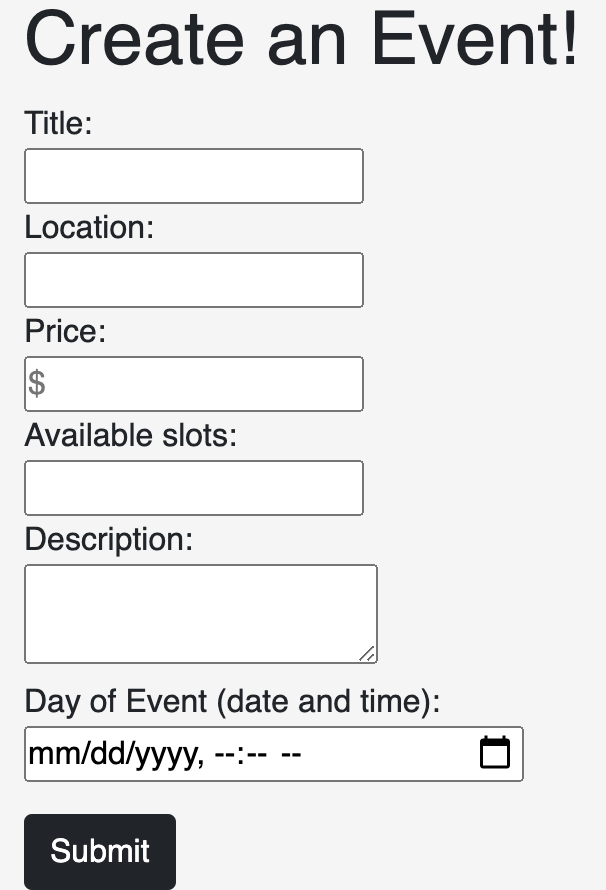 Create an Event!
Title:
Location:
Price:
$
Available slots:
Description:
Day of Event (date and time):
mm/dd/yyyy, --:-- --
Submit